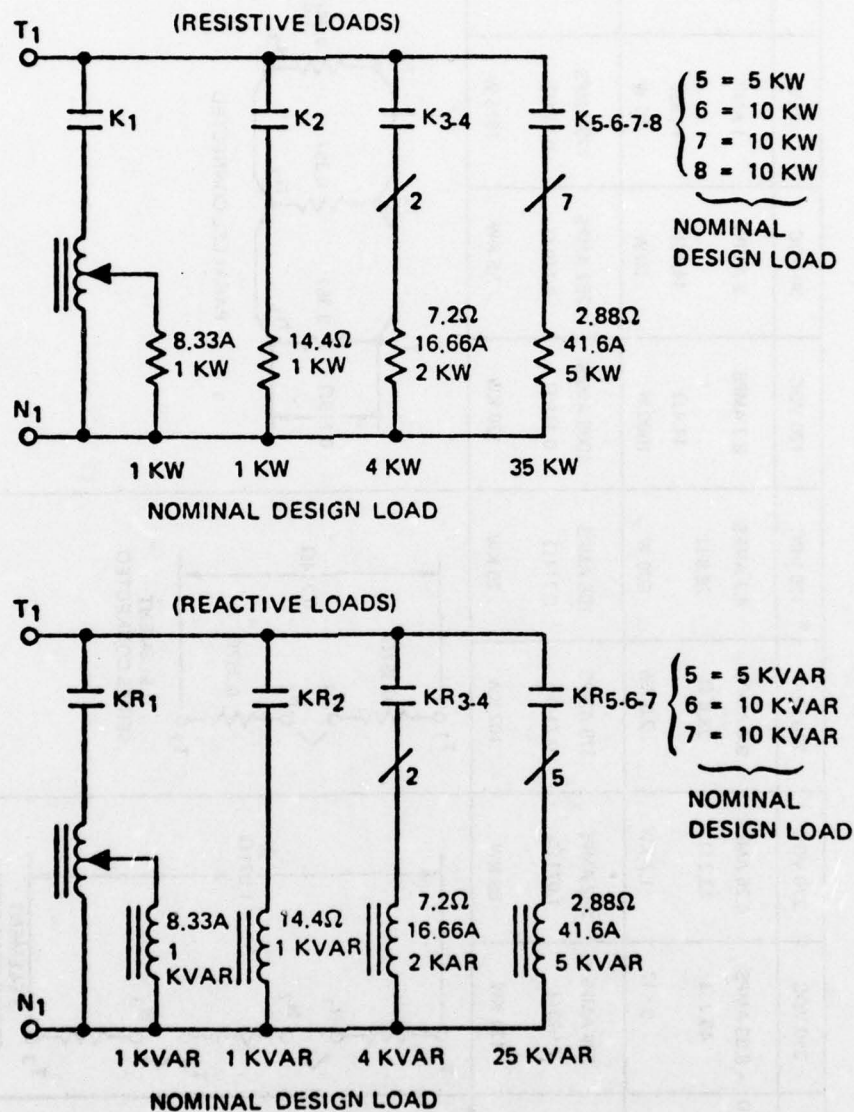 (RESISTIVE LOADS)
T1
K1
K2
K3-4
K5-6-7-8
5 = 5 KW
6 = 10 KW
7 = 10 KW
8 = 10 KW
NOMINAL
DESIGN LOAD
2
7
8.33A
1 KW
14.4Ω
1 KW
7.2Ω
16.66A
2 KW
2.88Ω
41.6A
5 KW
N1
1 KW
1 KW
4 KW
35 KW
NOMINAL DESIGN LOAD
(REACTIVE LOADS)
T1
KR1
KR2
KR3-4
KR5-6-7
5 = 5 KVAR
6 = 10 KVAR
7 = 10 KVAR
NOMINAL
DESIGN LOAD
2
5
8.33A
1
KVAR
14.4Ω
1 KVAR
7.2Ω
16.66A
2 KAR
2.88Ω
41.6A
5 KVAR
N1
1 KVAR
1 KVAR
4 KVAR
25 KVAR
NOMINAL DESIGN LOAD